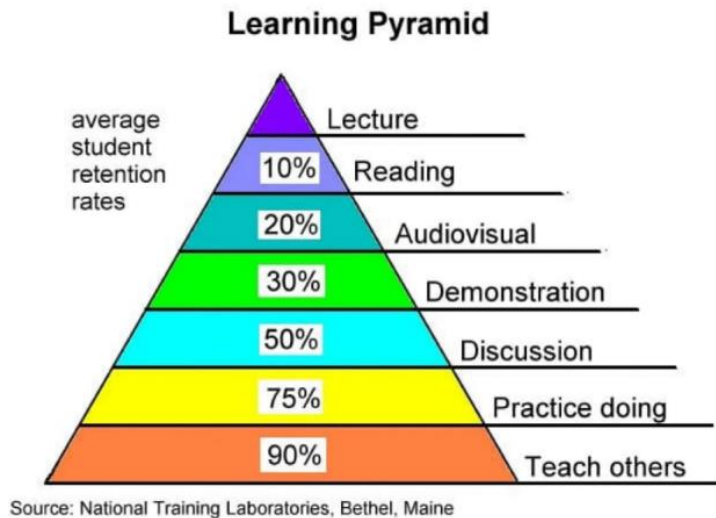 Learning Pyramid
average
student
retention
rates
Lecture
10%
Reading
20%
Audiovisual
30%
Demonstration
50%
Discussion
75%
Practice doing
90%
Teach others
Source: National Training Laboratories, Bethel, Maine